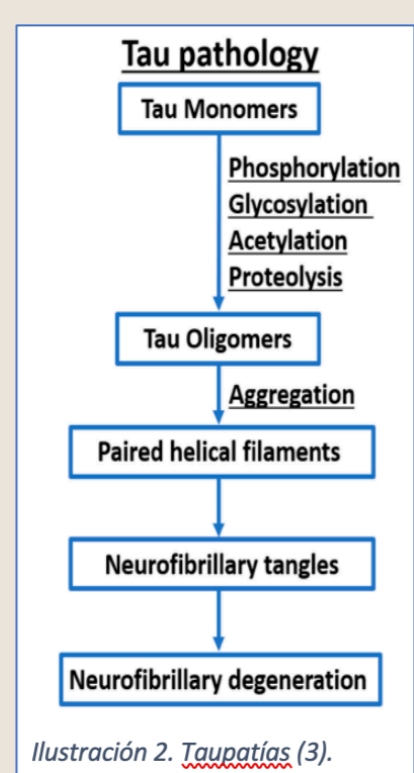 Tau pathology
Tau Monomers
Phosphorylation
Glycosylation
Acetylation
Proteolysis
Tau Oligomers
Aggregation
Paired helical filaments
Neurofibrillary tangles
Neurofibrillary degeneration
Ilustración 2. Taupatías (3).